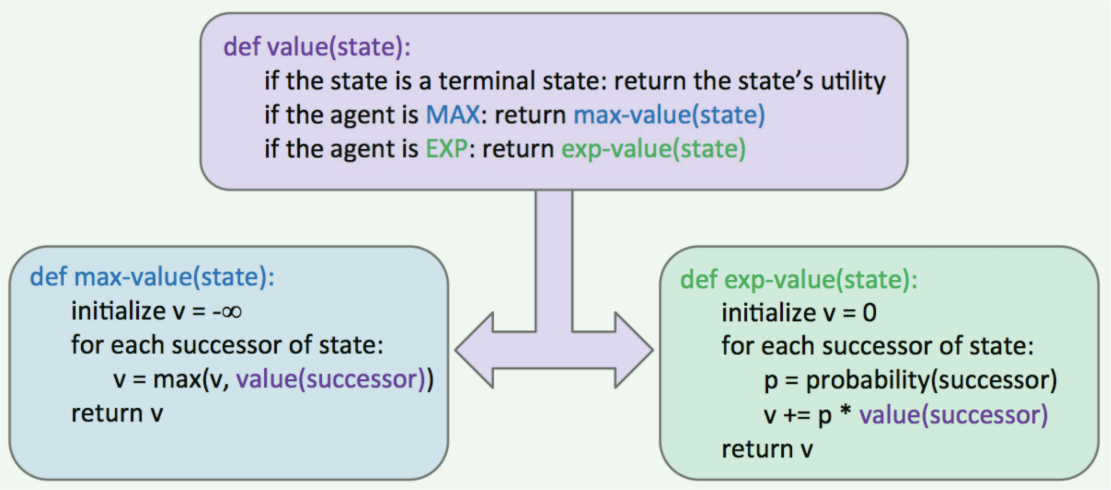 def value(state):
if the state is a terminal state: return the state’s utility
if the agent is MAX: return max-value(state)
if the agent is EXP: return exp-value(state)
def max-value(state):
initialize v = -∞
for each successor of state:
v = max(v, value(successor))
return v
def exp-value(state):
initialize v = 0
for each successor of state:
p = probability(successor)
v += p * value(successor)
return v